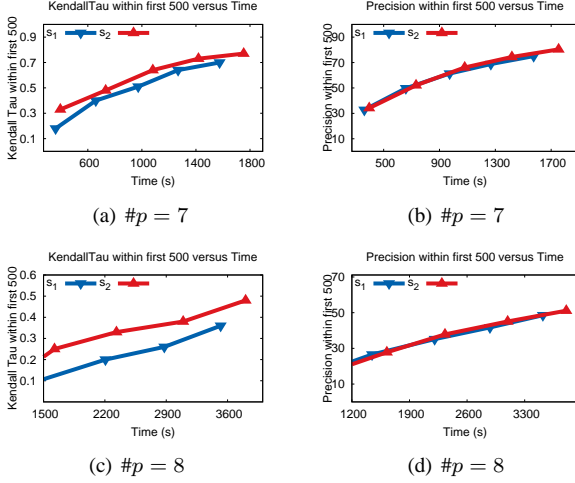 KendallTau within first 500 versus Time
Kendall Tau within first 500
s1 s2
0.9
0.7
0.5
0.3
0.1
600 1000 1400 1800
Time (s)
(a) #p = 7
Precision within first 500 versus Time
Precision within first 500
s1 s2
90
70
50
30
500 900 1300 1700
Time (s)
(b) #p = 7
KendallTau within first 500 versus Time
Kendall Tau within first 500
s1 s2
0.6
0.5
0.4
0.3
0.2
0.1
1500 2200 2900 3600
Time (s)
(c) #p = 8
Precision within first 500 versus Time
Precision within first 500
s1 s2
70
50
30
1200 1900 2600 3300
Time (s)
(d) #p = 8